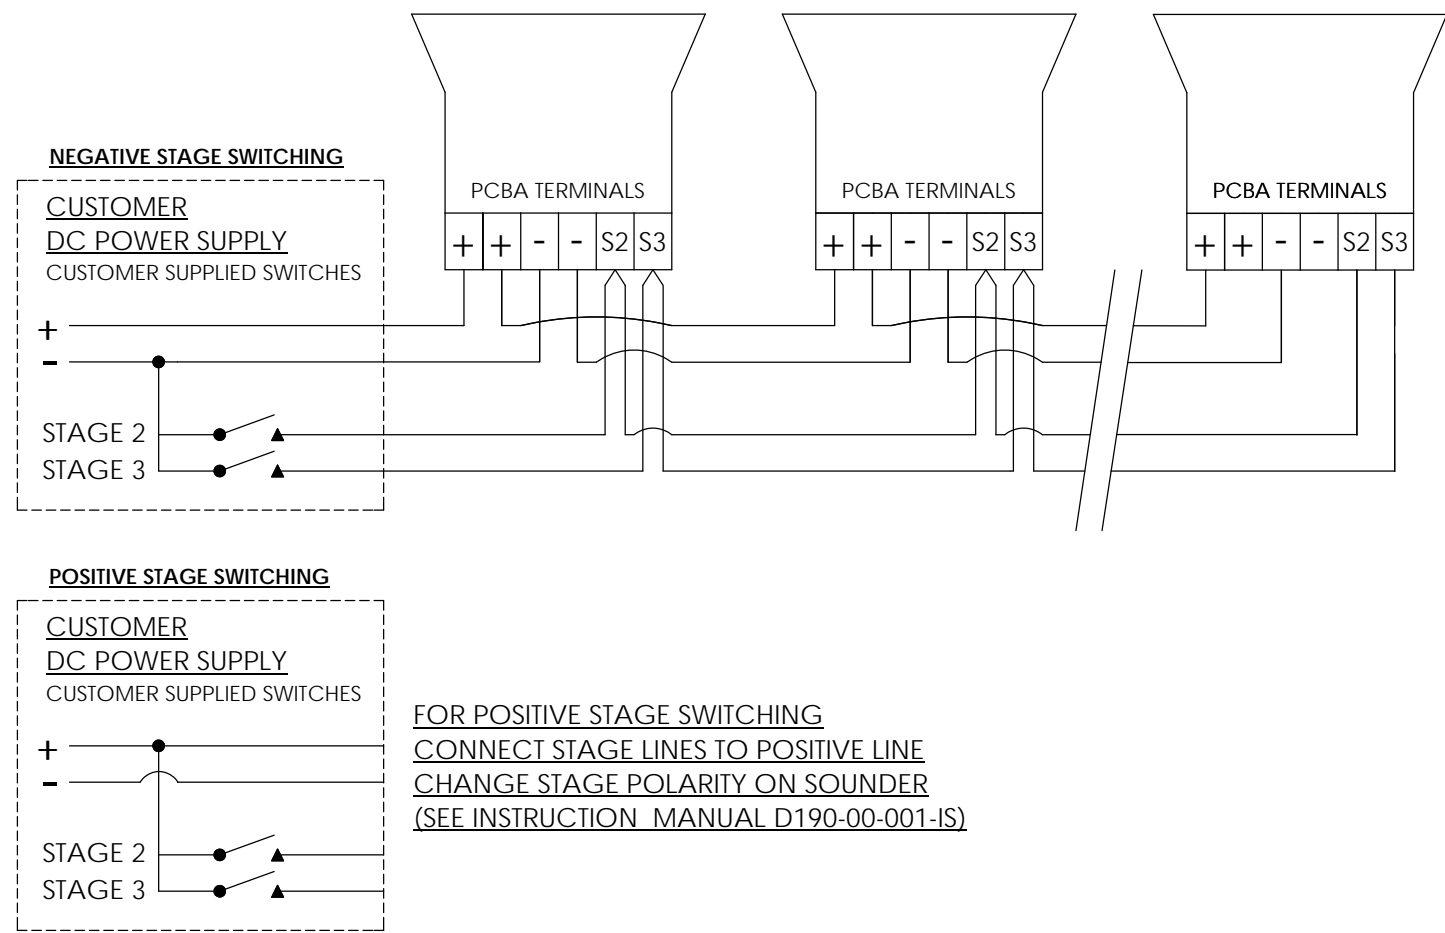 NEGATIVE STAGE SWITCHING
CUSTOMER
DC POWER SUPPLY
CUSTOMER SUPPLIED SWITCHES
+
-
STAGE 2
STAGE 3
PCBA TERMINALS
+ + - - S2 S3
PCBA TERMINALS
+ + - - S2 S3
PCBA TERMINALS
+ + - - S2 S3
POSITIVE STAGE SWITCHING
CUSTOMER
DC POWER SUPPLY
CUSTOMER SUPPLIED SWITCHES
+
-
STAGE 2
STAGE 3
FOR POSITIVE STAGE SWITCHING
CONNECT STAGE LINES TO POSITIVE LINE
CHANGE STAGE POLARITY ON SOUNDER
(SEE INSTRUCTION MANUAL D190-00-001-IS)